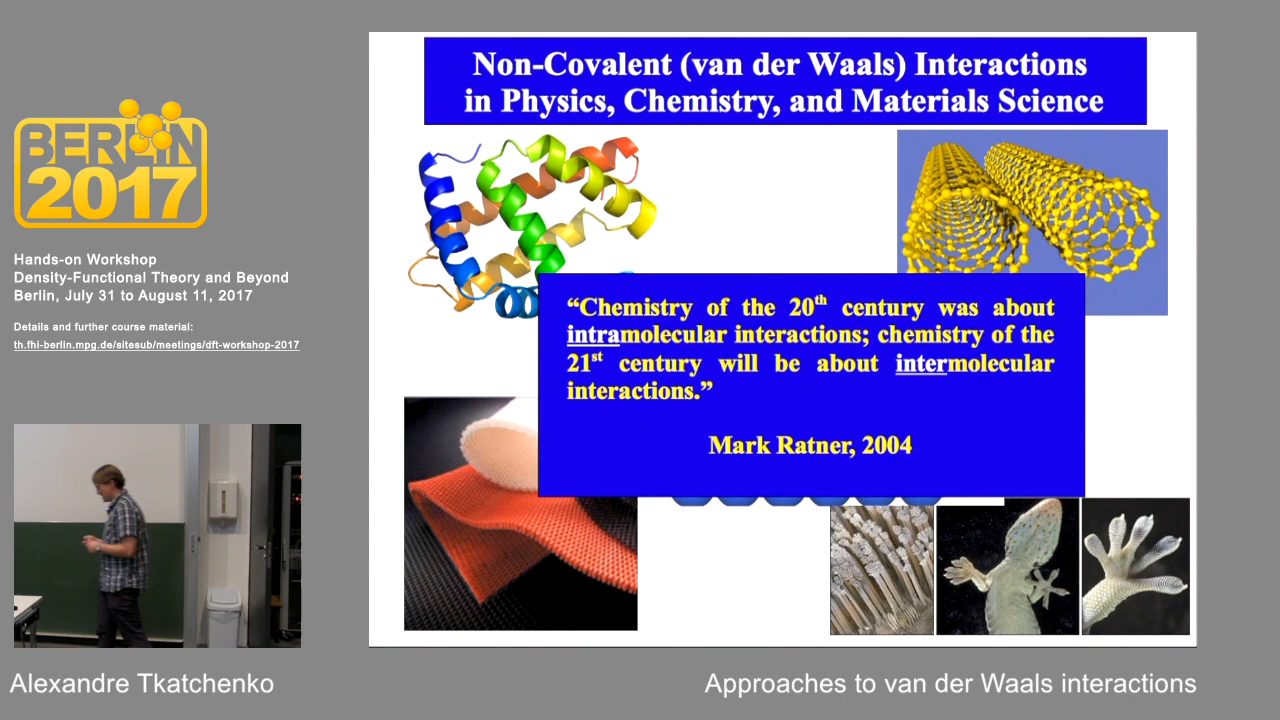 BERLIN
2017
Hands-on Workshop
Density-Functional Theory and Beyond
Berlin, July 31 to August 11, 2017
Details and further course material:
th.fhi-berlin.mpg.de/sitesub/meetings/dft-workshop-2017
Non-Covalent (van der Waals) Interactions
in Physics, Chemistry, and Materials Science
“Chemistry of the 20th century was about
intramolecular interactions; chemistry of the
21st century will be about intermolecular
interactions.”
Mark Ratner, 2004
Alexandre Tkatchenko
Approaches to van der Waals interactions